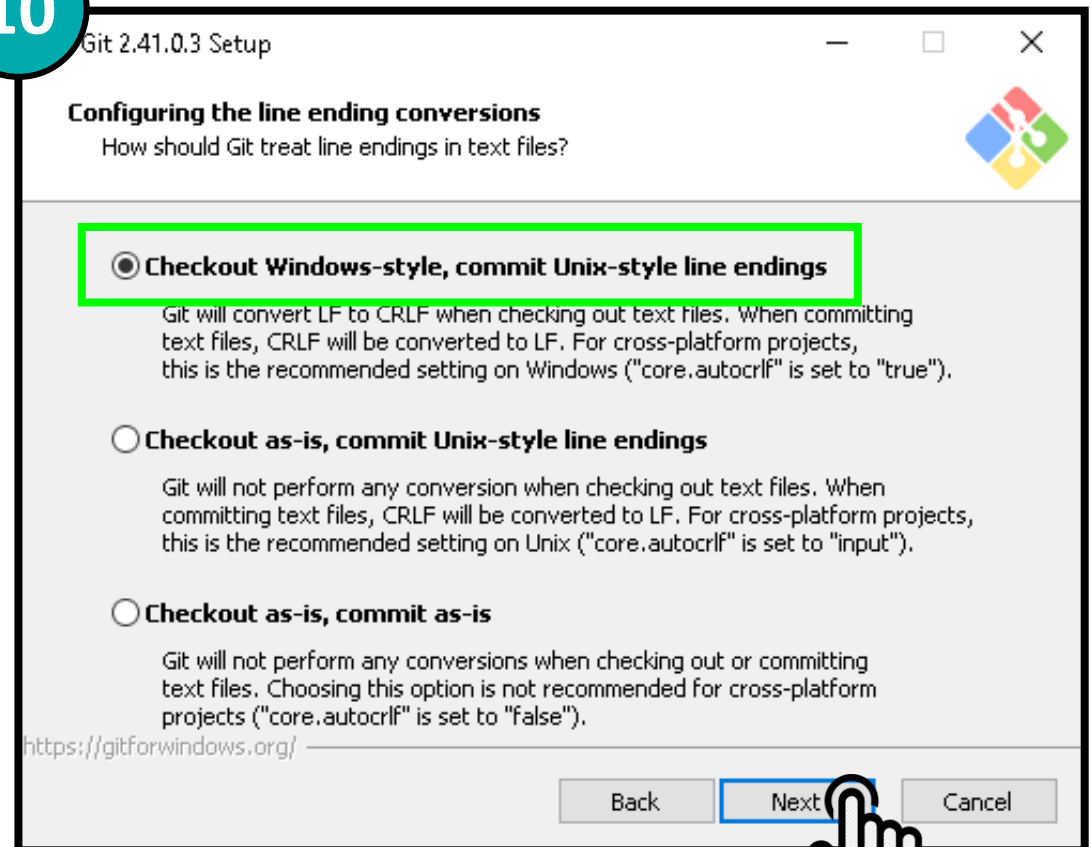 10
Git 2.41.0.3 Setup
Configuring the line ending conversions
How should Git treat line endings in text files?
Checkout Windows-style, commit Unix-style line endings
Git will convert LF to CRLF when checking out text files. When committing
text files, CRLF will be converted to LF. For cross-platform projects,
this is the recommended setting on Windows ("core.autocrlf" is set to "true").
Checkout as-is, commit Unix-style line endings
Git will not perform any conversion when checking out text files. When
committing text files, CRLF will be converted to LF. For cross-platform projects,
this is the recommended setting on Unix ("core.autocrlf" is set to "input").
Checkout as-is, commit as-is
Git will not perform any conversions when checking out or committing
text files. Choosing this option is not recommended for cross-platform
projects ("core.autocrlf" is set to "false").
https://gitforwindows.org/
Back Next Cancel